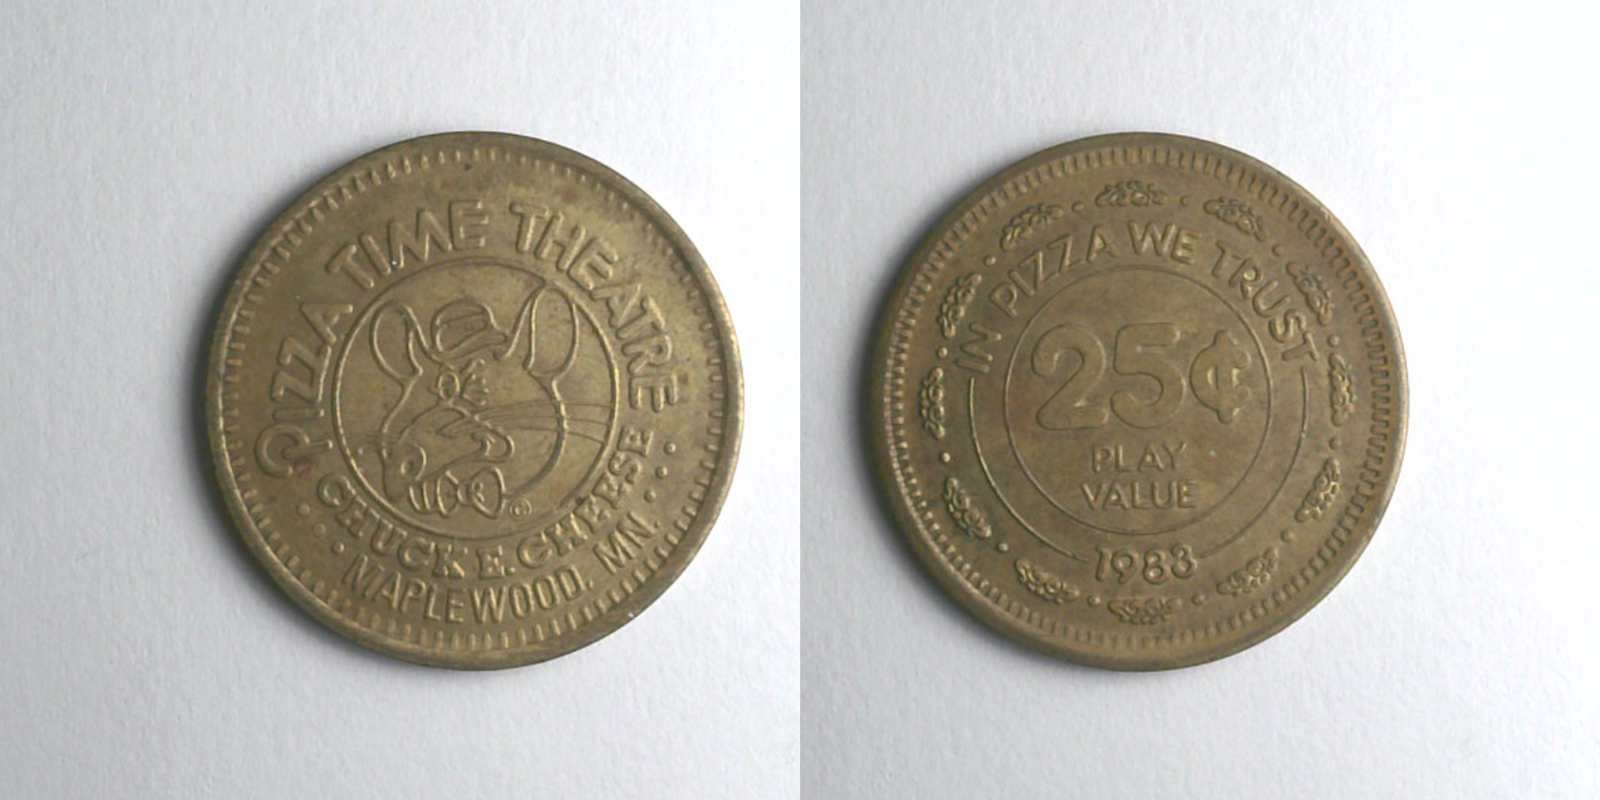 PIZZA TIME THEATRE
CHUCK E. CHEESE
MAPLEWOOD, MN.
©
IN PIZZA WE TRUST
25¢
PLAY
VALUE
1983